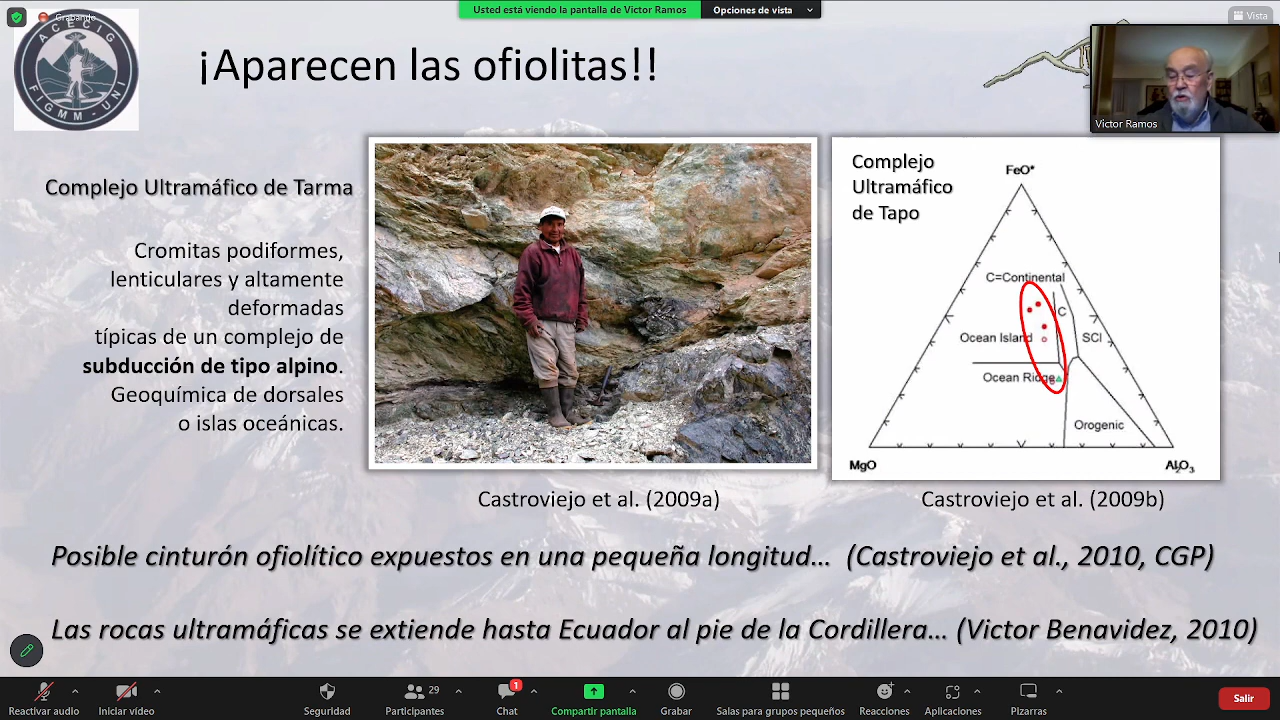 Usted está viendo la pantalla de Victor Ramos
Opciones de vista
Grabando
Vista
ACECIG
FIGMM - UNI
¡Aparecen las ofiolitas!!
Victor Ramos
Complejo Ultramáfico de Tarma
Cromitas podiformes,
lenticulares y altamente
deformadas
típicas de un complejo de
subducción de tipo alpino.
Geoquímica de dorsales
o islas oceánicas.
Complejo
Ultramáfico
de Tapo
FeO*
C=Continental
C
Ocean Island
SCI
Ocean Ridge
Orogenic
MgO
Al₂O₃
Castroviejo et al. (2009a)
Castroviejo et al. (2009b)
Posible cinturón ofiolítico expuestos en una pequeña longitud... (Castroviejo et al., 2010, CGP)
Las rocas ultramáficas se extiende hasta Ecuador al pie de la Cordillera... (Victor Benavidez, 2010)
Reactivar audio
Iniciar vídeo
Seguridad
29
Participantes
1
Chat
Compartir pantalla
Grabar
Salas para grupos pequeños
Reacciones
Aplicaciones
Pizarras
Salir